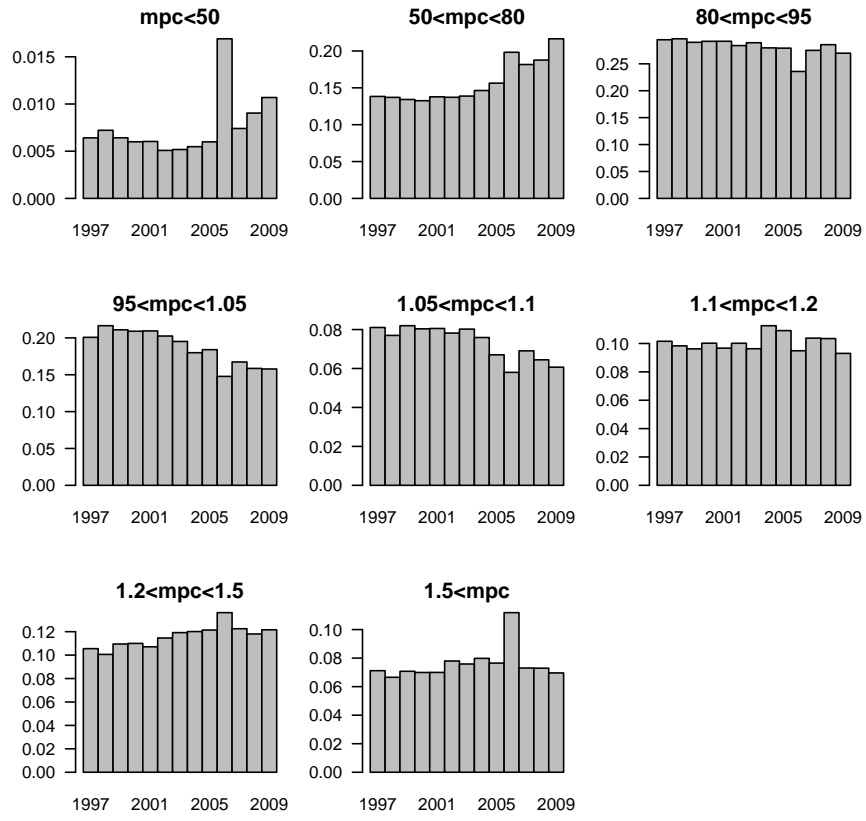 mpc<50 50<mpc<80 80<mpc<95
0.015 0.20 0.25
0.010 0.15 0.20
0.005 0.10 0.15
0.000 0.05 0.10
0.00 0.05
0.00
1997 2001 2005 2009 1997 2001 2005 2009 1997 2001 2005 2009
95<mpc<1.05 1.05<mpc<1.1 1.1<mpc<1.2
0.20 0.08 0.10
0.15 0.06 0.08
0.10 0.04 0.06
0.05 0.02 0.04
0.00 0.00 0.02
0.00
1997 2001 2005 2009 1997 2001 2005 2009 1997 2001 2005 2009
1.2<mpc<1.5 1.5<mpc
0.12 0.10
0.10 0.08
0.08 0.06
0.06 0.04
0.04 0.02
0.02 0.00
0.00
1997 2001 2005 2009 1997 2001 2005 2009